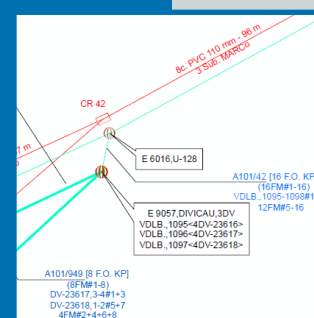 8c. PVC 110 mm - 96 m
3 Sub. MARCo
CR 42
7 m
E 6016,U-128
A101/42 [16 F.O. KP
(16FM#1-16)
VDLB.,1095-1098#1
12FM#5-16
E 9057,DIVICAU,3DV
VDLB.,1095<4DV-23616>
VDLB.,1096<4DV-23617>
VDLB.,1097<4DV-23618>
A101/949 [8 F.O. KP]
(8FM#1-8)
DV-23617,3-4#1+3
DV-23618,1-2#5+7
4FM#2+4+6+8